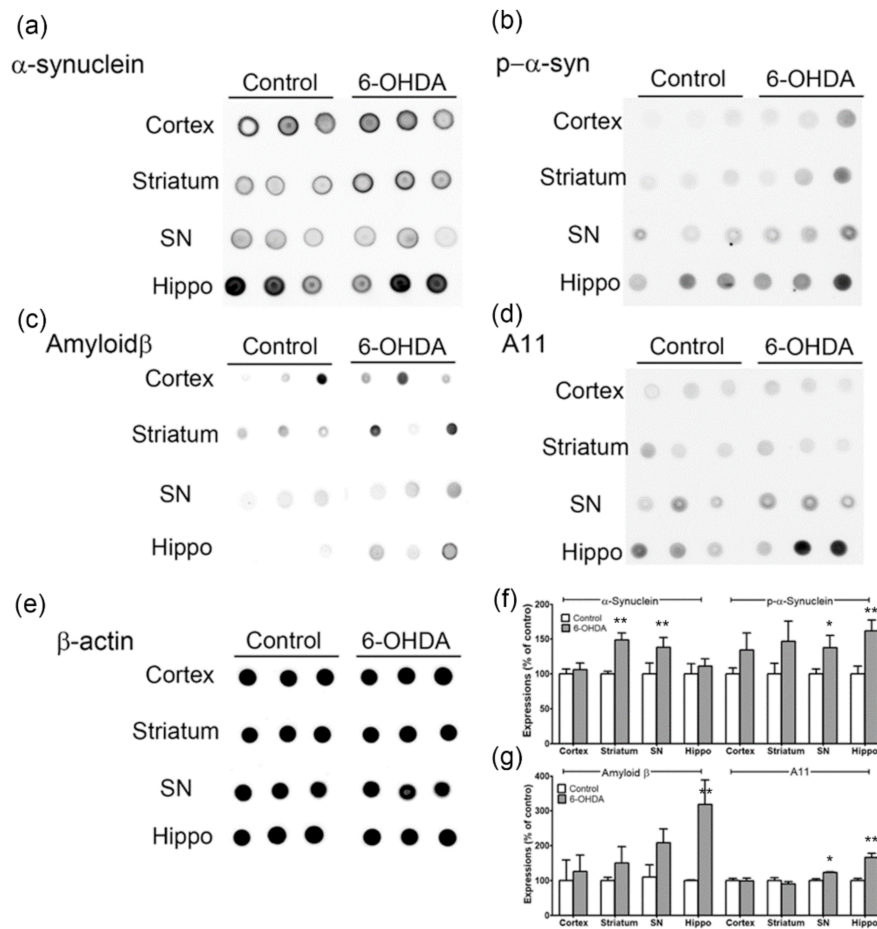 (a)
α-synuclein
Control 6-OHDA
Cortex
Striatum
SN
Hippo
(b)
p–α-syn
Control 6-OHDA
Cortex
Striatum
SN
Hippo
(c)
Amyloidβ
Control 6-OHDA
Cortex
Striatum
SN
Hippo
(d)
A11
Control 6-OHDA
Cortex
Striatum
SN
Hippo
(e)
β-actin
Control 6-OHDA
Cortex
Striatum
SN
Hippo
(f)
α-Synuclein p-α-Synuclein
Expressions (% of control)
200
150
100
50
0
Control
6-OHDA
** ** * **
Cortex Striatum SN Hippo Cortex Striatum SN Hippo
(g)
Amyloid β A11
Expressions (% of contro)
400
300
200
100
0
Control
6-OHDA
** * **
Cortex Striatum SN Hippo Cortex Striatum SN Hippo